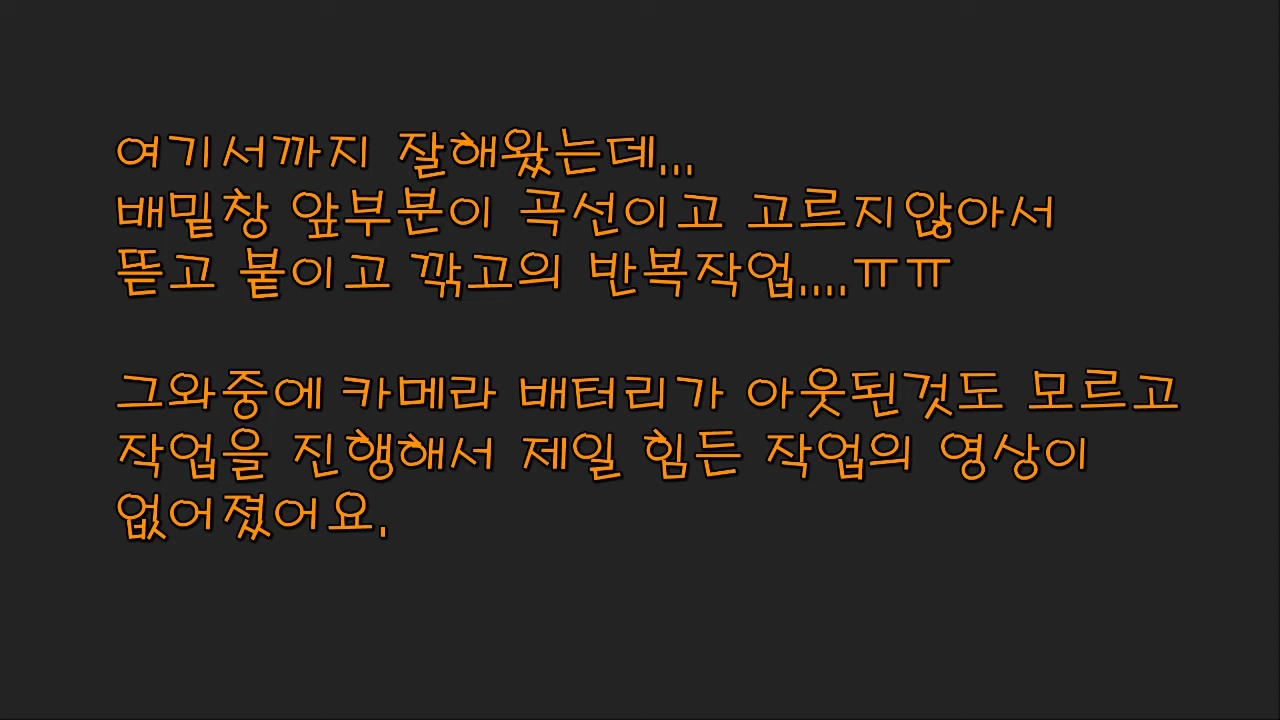 여기서까지 잘해왔는데...
배밑창 앞부분이 곡선이고 고르지않아서
뜯고 붙이고 깎고의 반복작업....ㅠㅠ
그와중에 카메라 배터리가 아웃된것도 모르고
작업을 진행해서 제일 힘든 작업의 영상이
없어졌어요.